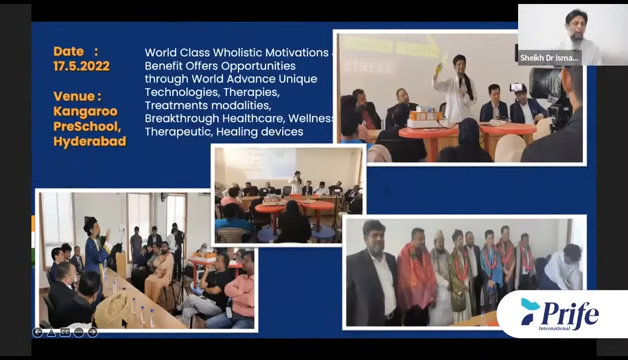 Date :
17.5.2022
Venue :
Kangaroo
PreSchool,
Hyderabad
World Class Wholistic Motivations
Benefit Offers Opportunities
through World Advance Unique
Technologies, Therapies,
Treatments modalities,
Breakthrough Healthcare, Wellness
Therapeutic, Healing devices
STRESS
Sheikh Dr Isma...
Prife
International